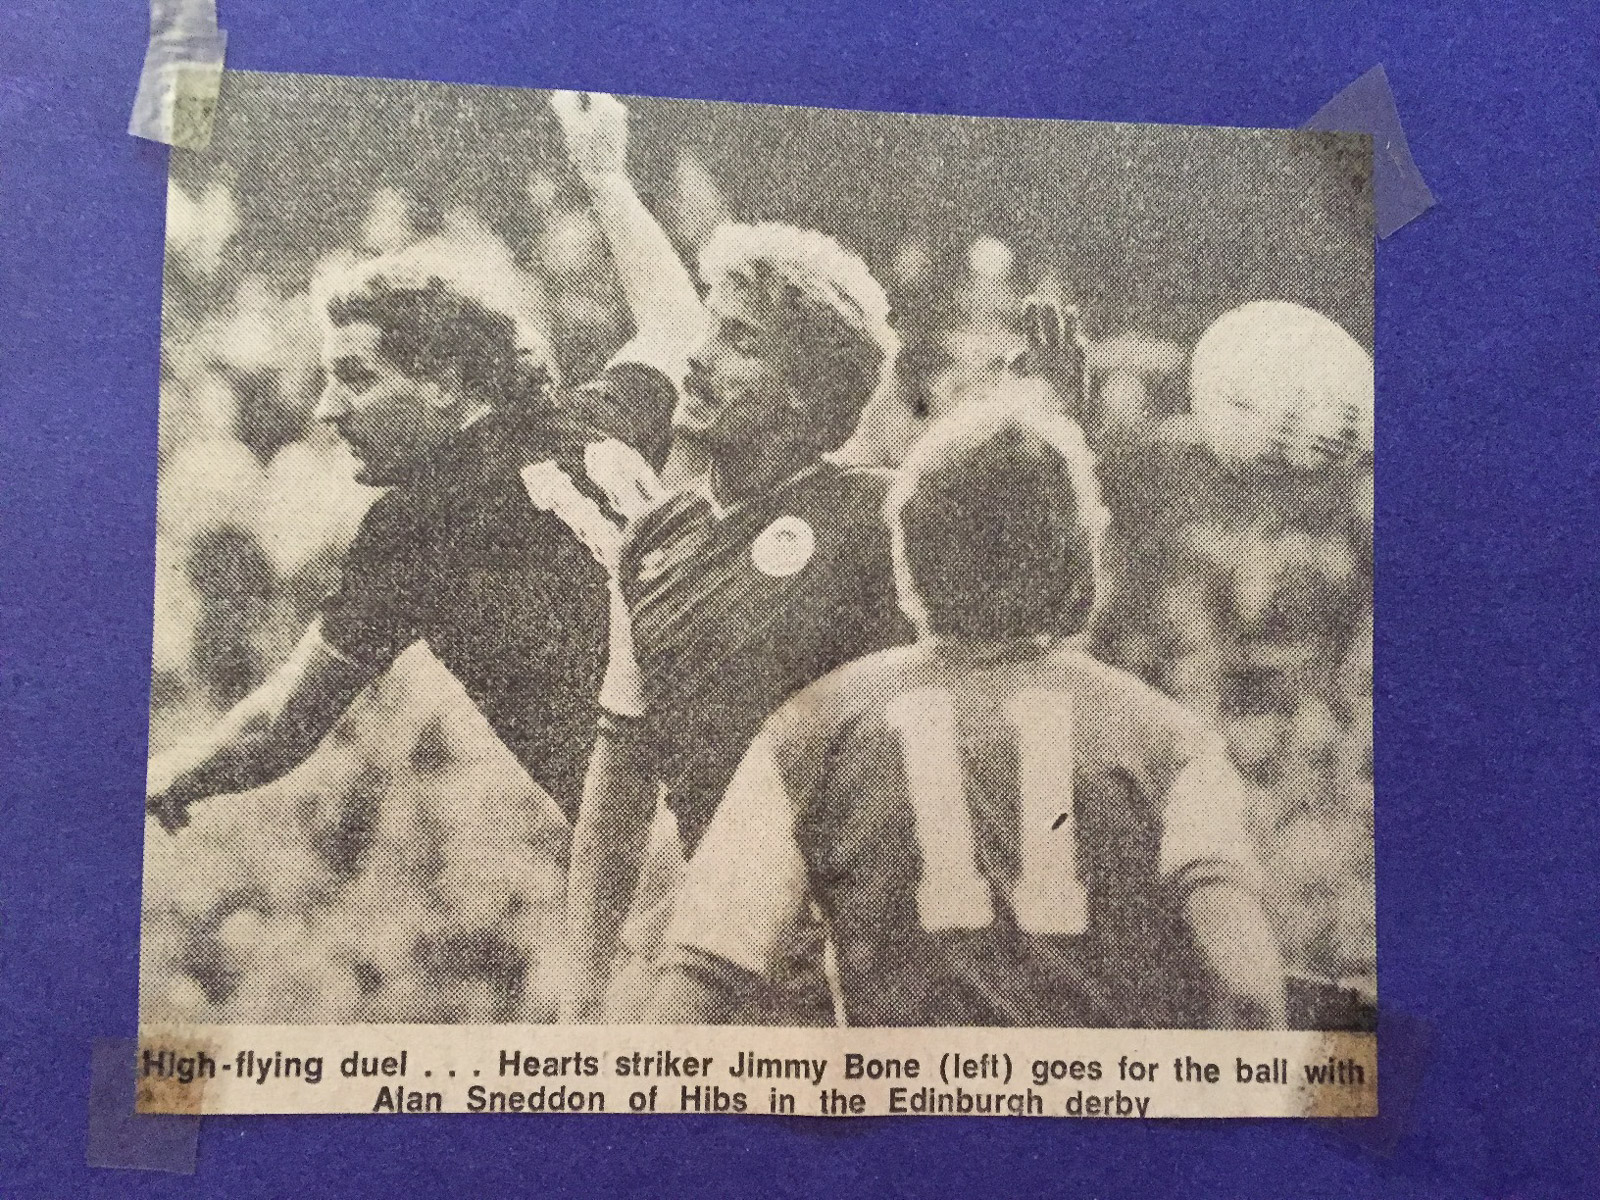 11
High-flying duel . . . Hearts striker Jimmy Bone (left) goes for the ball with
Alan Sneddon of Hibs in the Edinburgh derby